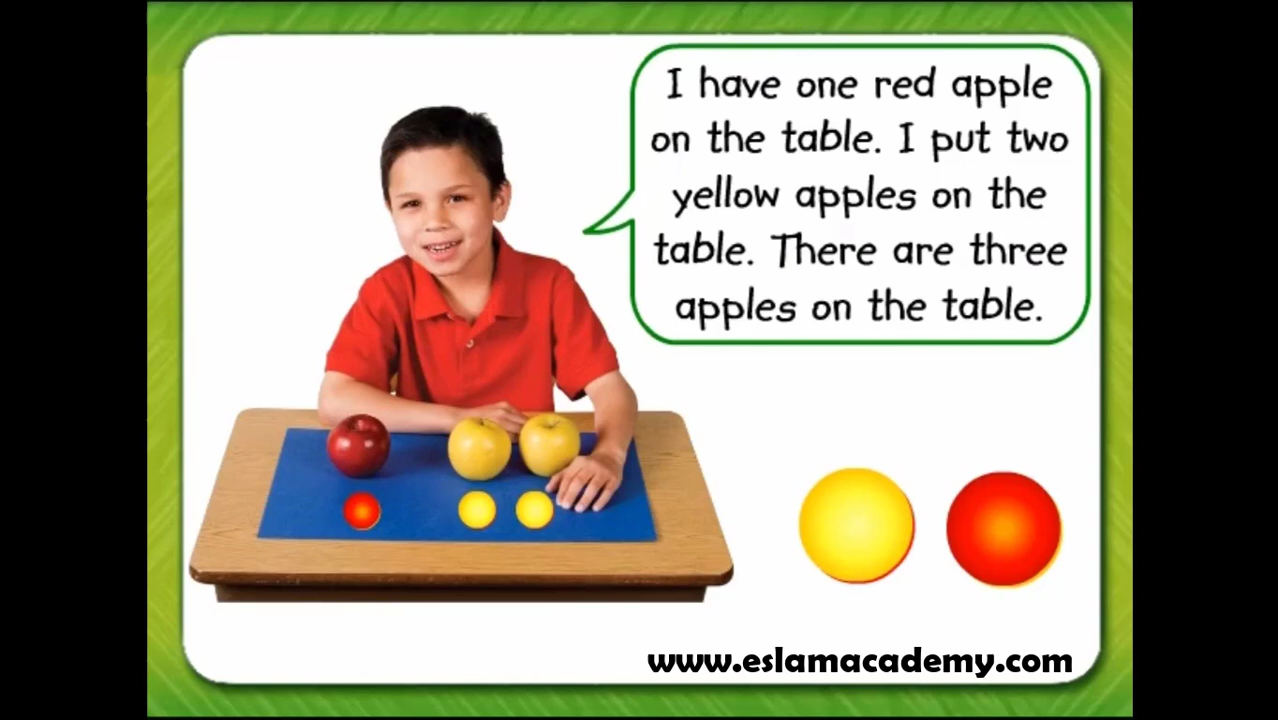 I have one red apple
on the table. I put two
yellow apples on the
table. There are three
apples on the table.
www.eslamacademy.com